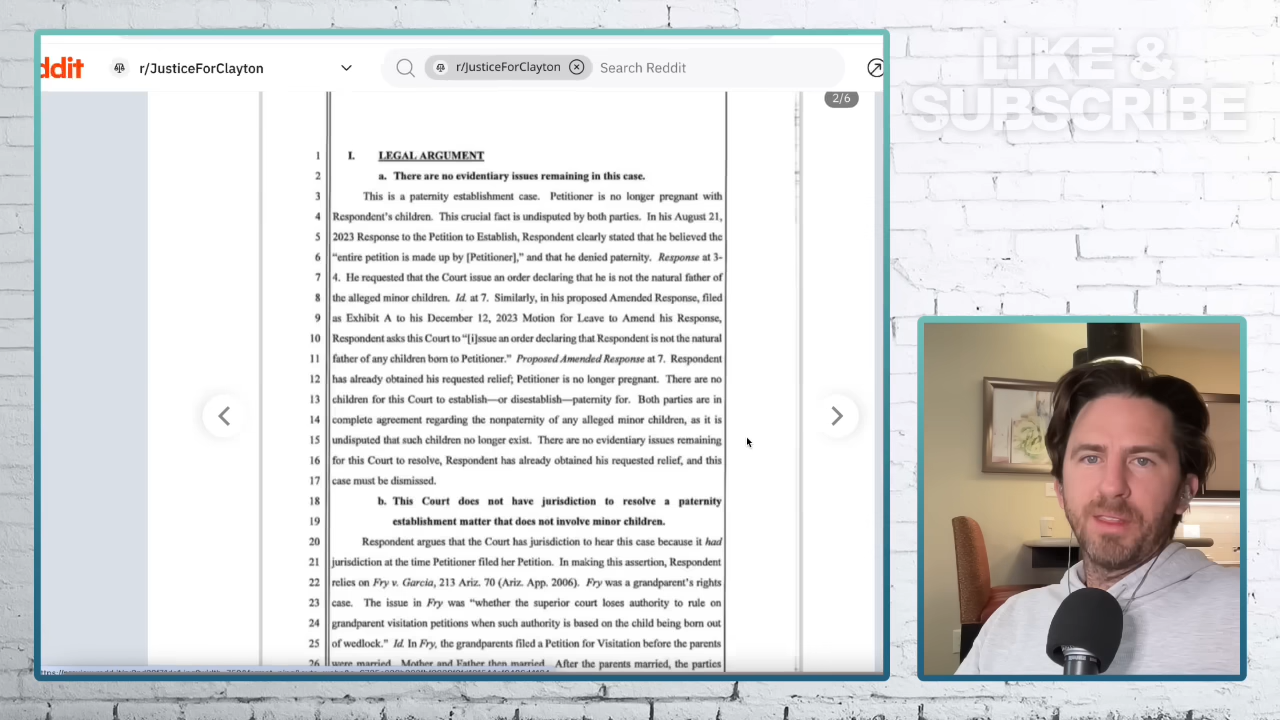 ddit
r/JusticeForClayton
r/JusticeForClayton
Search Reddit
LIKE &
SUBSCRIBE
2/6
1 I. LEGAL ARGUMENT
2 a. There are no evidentiary issues remaining in this case.
3 This is a paternity establishment case. Petitioner is no longer pregnant with
4 Respondent's children. This crucial fact is undisputed by both parties. In his August 21,
5 2023 Response to the Petition to Establish, Respondent clearly stated that he believed the
6 "entire petition is made up by [Petitioner]," and that he denied paternity. Response at 3-
7 4. He requested that the Court issue an order declaring that he is not the natural father of
8 the alleged minor children. Id. at 7. Similarly, in his proposed Amended Response, filed
9 as Exhibit A to his December 12, 2023 Motion for Leave to Amend his Response,
10 Respondent asks this Court to "[i]ssue an order declaring that Respondent is not the natural
11 father of any children born to Petitioner." Proposed Amended Response at 7. Respondent
12 has already obtained his requested relief; Petitioner is no longer pregnant. There are no
13 children for this Court to establish—or disestablish—paternity for. Both parties are in
14 complete agreement regarding the nonpaternity of any alleged minor children, as it is
15 undisputed that such children no longer exist. There are no evidentiary issues remaining
16 for this Court to resolve, Respondent has already obtained his requested relief, and this
17 case must be dismissed.
18 b. This Court does not have jurisdiction to resolve a paternity
19 establishment matter that does not involve minor children.
20 Respondent argues that the Court has jurisdiction to hear this case because it had
21 jurisdiction at the time Petitioner filed her Petition. In making this assertion, Respondent
22 relies on Fry v. Garcia, 213 Ariz. 70 (Ariz. App. 2006). Fry was a grandparent's rights
23 case. The issue in Fry was "whether the superior court loses authority to rule on
24 grandparent visitation petitions when such authority is based on the child being born out
25 of wedlock." Id. In Fry, the grandparents filed a Petition for Visitation before the parents
26 were married. Mother and Father then married. After the parents married, the parties